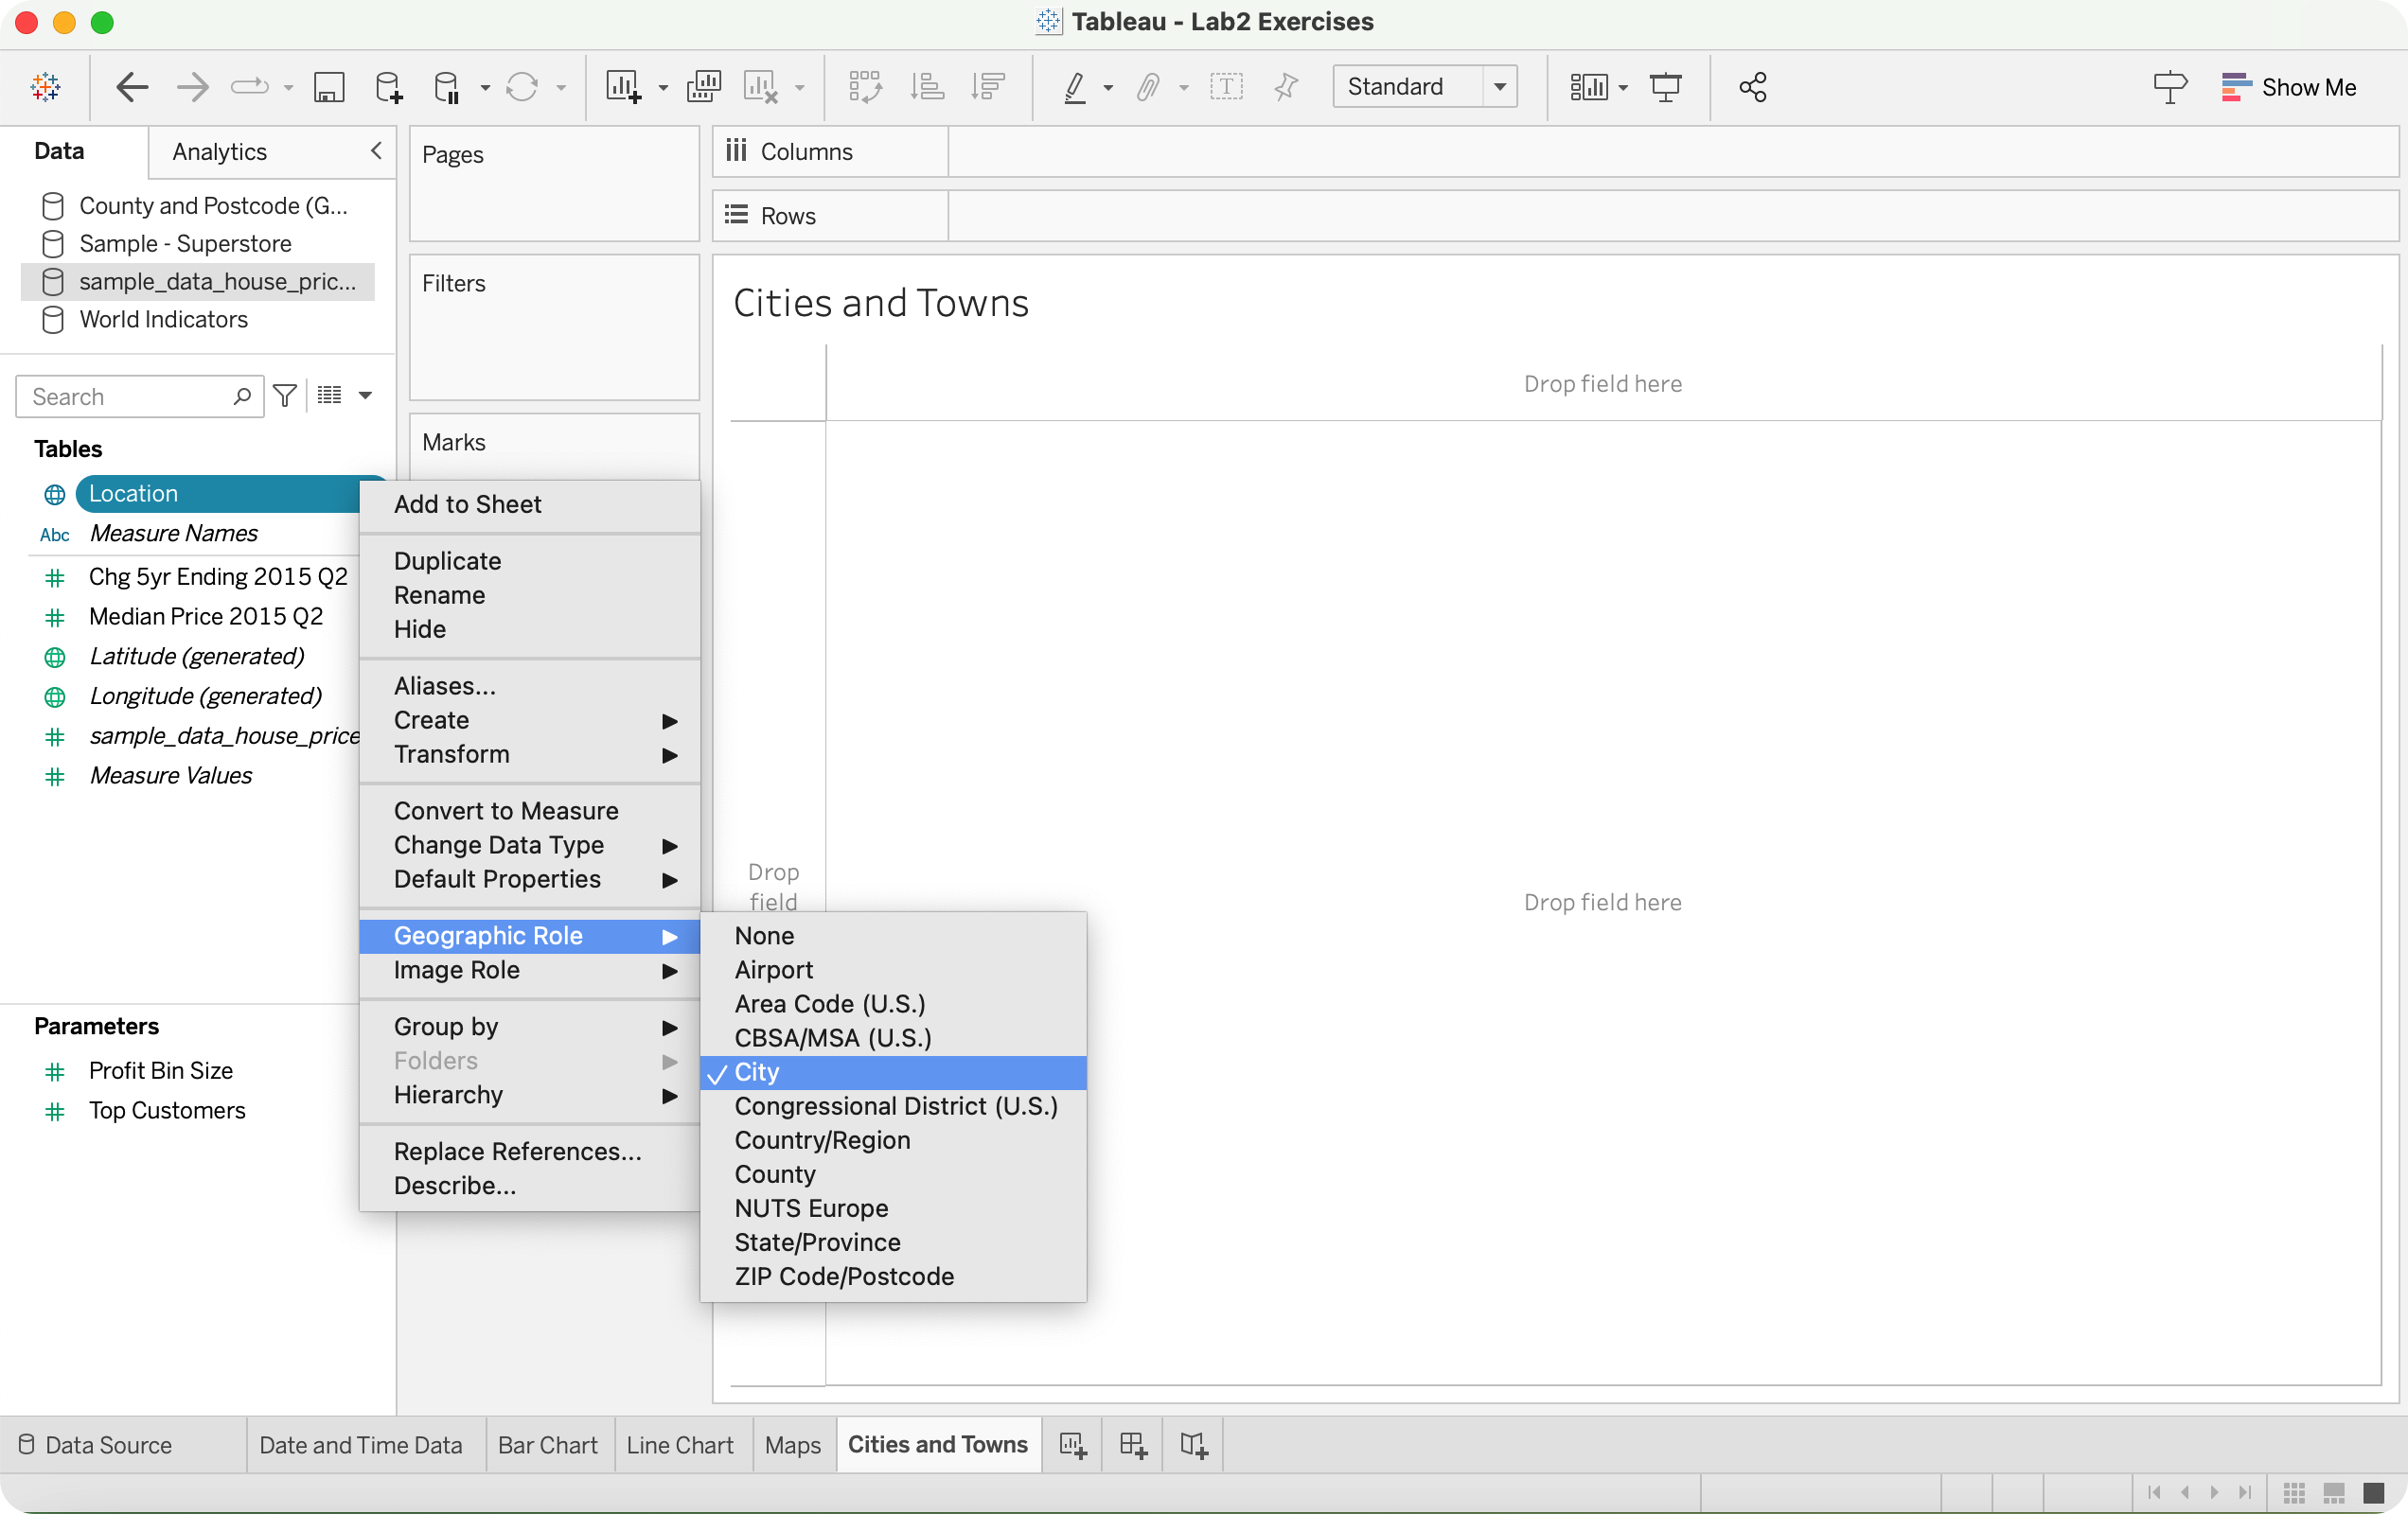 Tableau - Lab2 Exercises
Standard
Show Me
Data
Analytics
County and Postcode (G...
Sample - Superstore
sample_data_house_pric...
World Indicators
Search
Tables
Location
Abc Measure Names
Chg 5yr Ending 2015 Q2
Median Price 2015 Q2
Latitude (generated)
Longitude (generated)
sample_data_house_price
Measure Values
Parameters
Profit Bin Size
Top Customers
Pages
Filters
Marks
Columns
Rows
Cities and Towns
Drop field here
Drop
field
Drop field here
Add to Sheet
Duplicate
Rename
Hide
Aliases...
Create
Transform
Convert to Measure
Change Data Type
Default Properties
Geographic Role
Image Role
Group by
Folders
Hierarchy
Replace References...
Describe...
None
Airport
Area Code (U.S.)
CBSA/MSA (U.S.)
City
Congressional District (U.S.)
Country/Region
County
NUTS Europe
State/Province
ZIP Code/Postcode
Data Source
Date and Time Data
Bar Chart
Line Chart
Maps
Cities and Towns